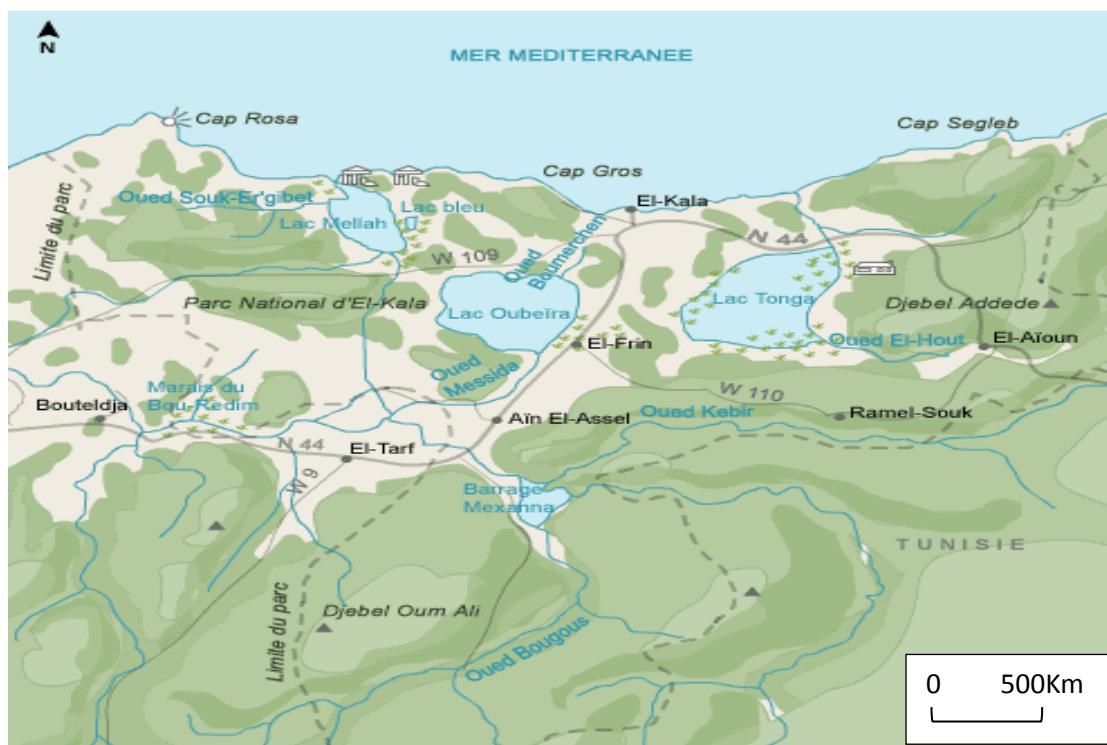 N
MER MEDITERRANEE
Cap Rosa
Cap Segleb
Cap Gros
Limite du parc
Oued Souk-Er'gibet
Lac bleu
El-Kala
Lac Mellah
Oued Boumerchen
N 44
W 109
Parc National d'El-Kala
Lac Oubeïra
Lac Tonga
Djebel Addede
El-Frin
Oued El-Hout
El-Aïoun
Oued
Messida
Marais du
Bou-Redim
W 110
Bouteldja
Aïn El-Assel
Oued Kebir
Ramel-Souk
N 44
El-Tarf
W 9
Barrage
Mexanna
TUNISIE
Limite du parc
Djebel Oum Ali
Oued Bougous
0 500Km